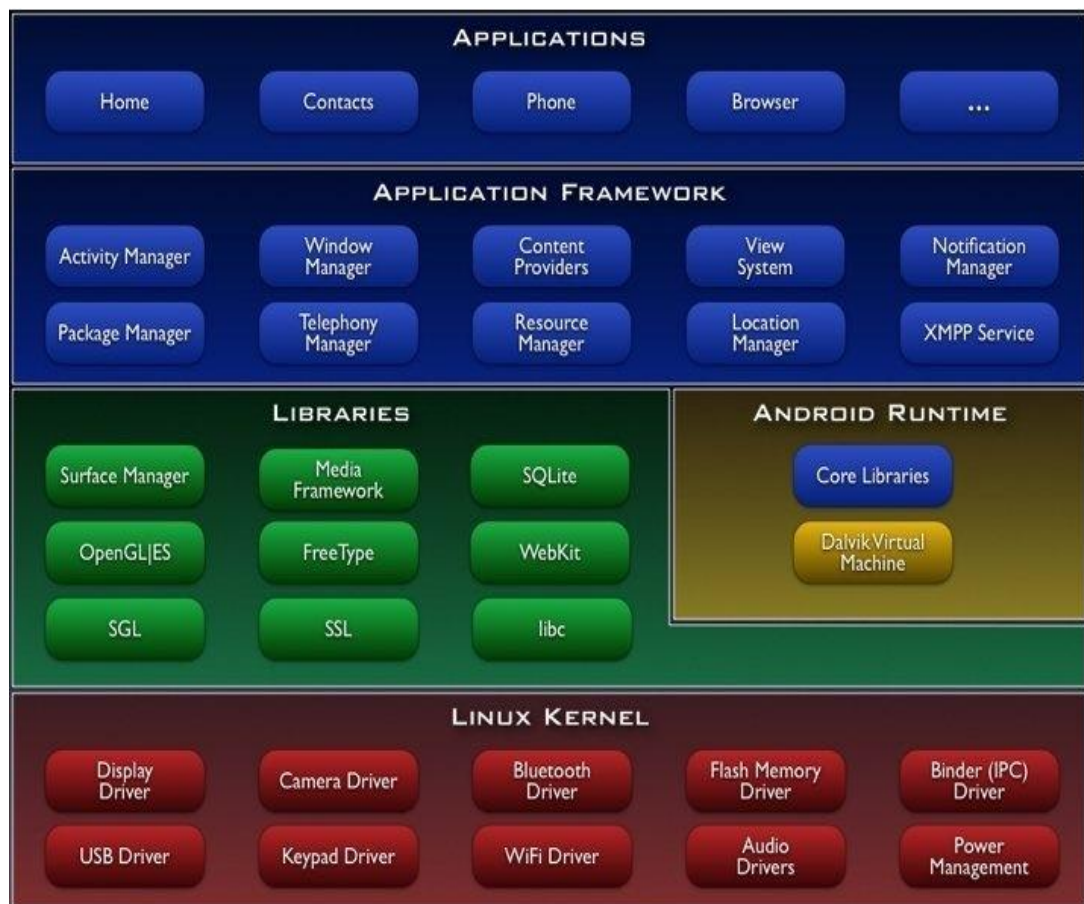 APPLICATIONS
Home
Contacts
Phone
Browser
...
APPLICATION FRAMEWORK
Activity Manager
Window
Manager
Content
Providers
View
System
Notification
Manager
Package Manager
Telephony
Manager
Resource
Manager
Location
Manager
XMPP Service
LIBRARIES
Surface Manager
Media
Framework
SQLite
OpenGL|ES
FreeType
WebKit
SGL
SSL
libc
ANDROID RUNTIME
Core Libraries
Dalvik Virtual
Machine
LINUX KERNEL
Display
Driver
Camera Driver
Bluetooth
Driver
Flash Memory
Driver
Binder (IPC)
Driver
USB Driver
Keypad Driver
WiFi Driver
Audio
Drivers
Power
Management